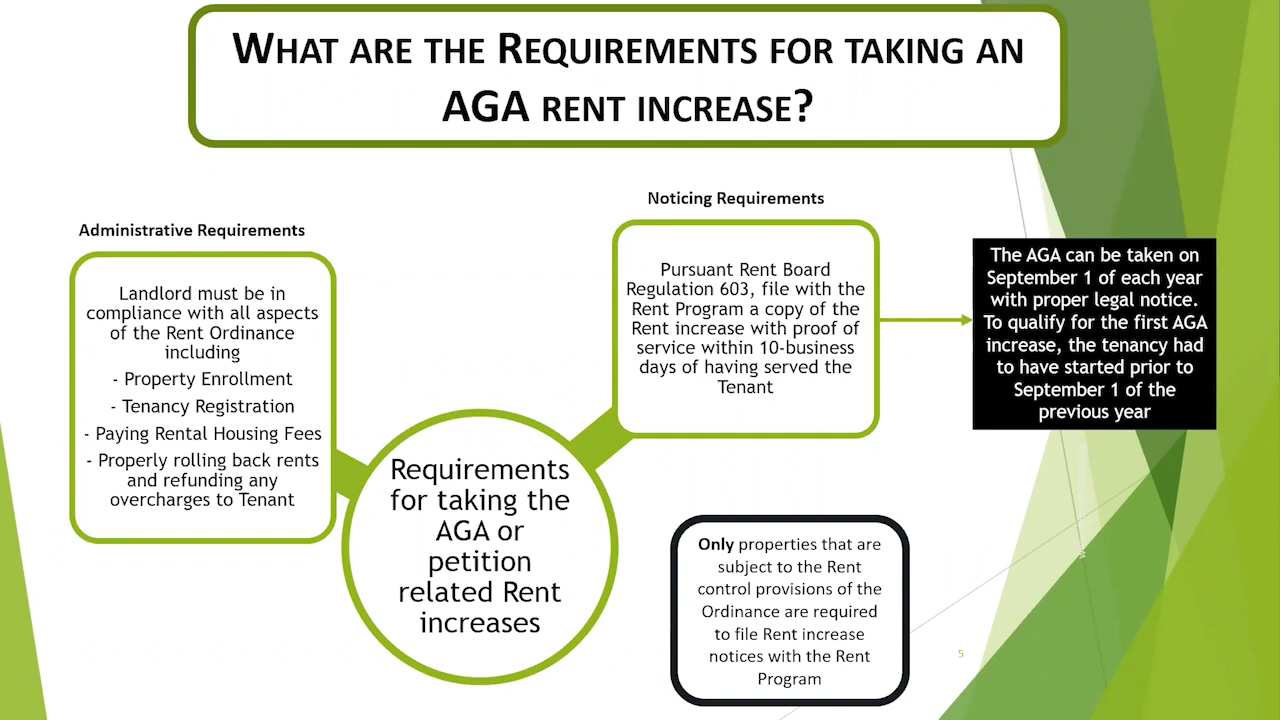 WHAT ARE THE REQUIREMENTS FOR TAKING AN
AGA RENT INCREASE?
Administrative Requirements
Landlord must be in
compliance with all aspects
of the Rent Ordinance
including
- Property Enrollment
- Tenancy Registration
- Paying Rental Housing Fees
- Properly rolling back rents
and refunding any
overcharges to Tenant
Requirements
for taking the
AGA or
petition
related Rent
increases
Noticing Requirements
Pursuant Rent Board
Regulation 603, file with the
Rent Program a copy of the
Rent increase with proof of
service within 10-business
days of having served the
Tenant
The AGA can be taken on
September 1 of each year
with proper legal notice.
To qualify for the first AGA
increase, the tenancy had
to have started prior to
September 1 of the
previous year
Only properties that are
subject to the Rent
control provisions of the
Ordinance are required
to file Rent increase
notices with the Rent
Program
5